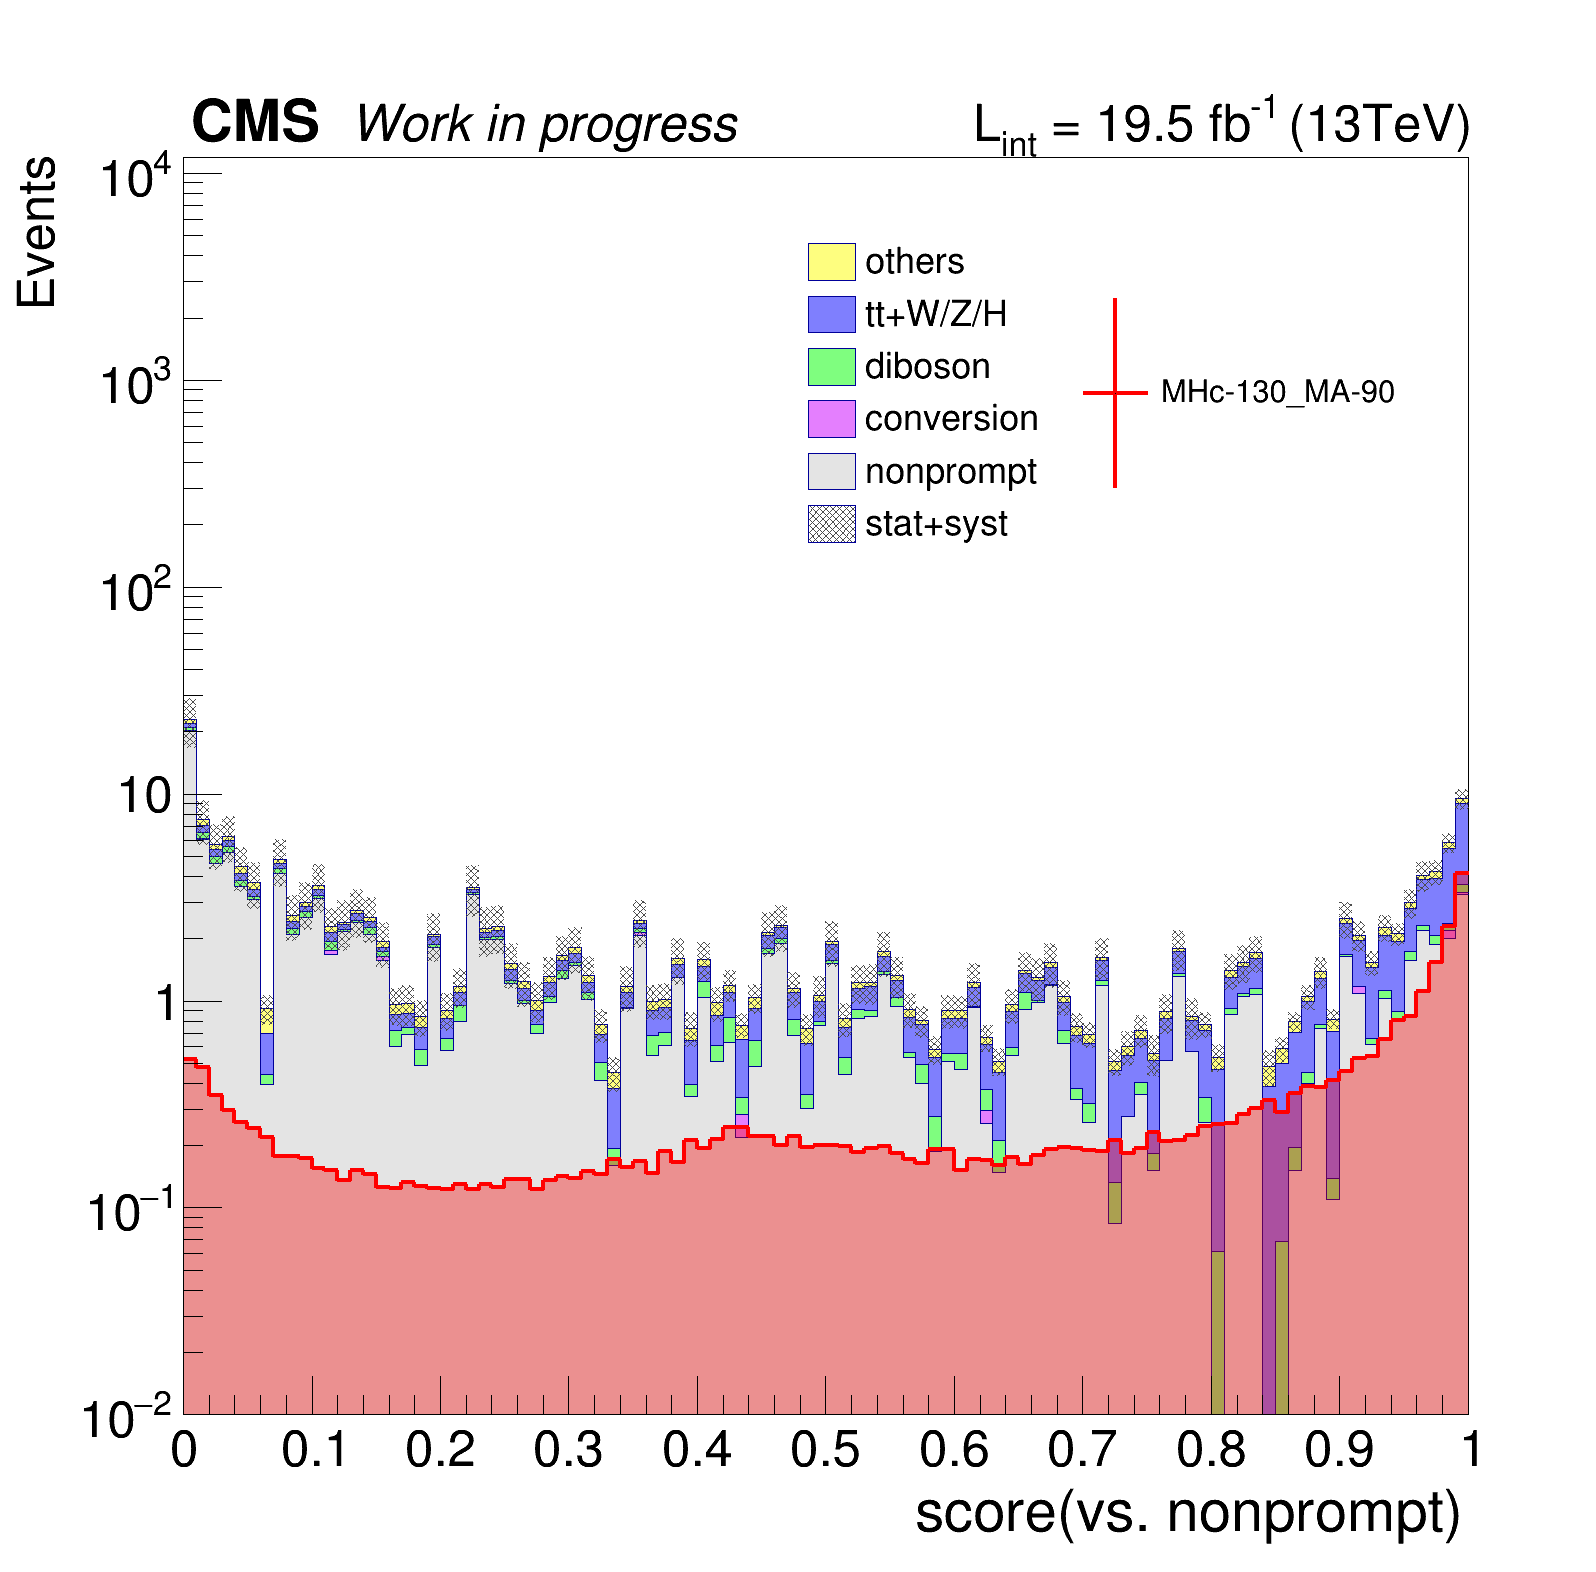 CMS Work in progress L_int = 19.5 fb^-1 (13TeV)
Events
10^4
10^3
10^2
10
1
10^−1
10^−2
others
tt+W/Z/H
diboson
conversion
nonprompt
stat+syst
MHc-130_MA-90
0 0.1 0.2 0.3 0.4 0.5 0.6 0.7 0.8 0.9 1
score(vs. nonprompt)